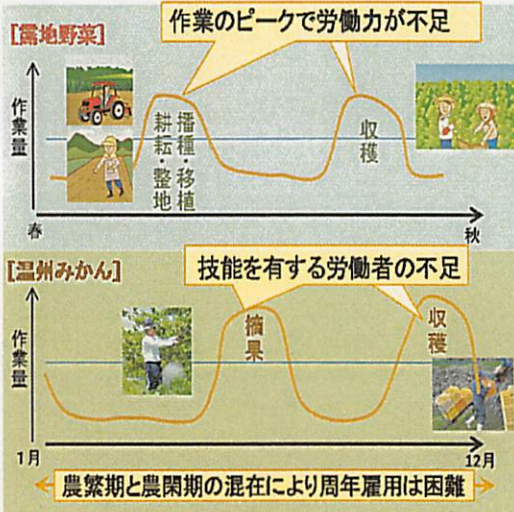 作業のピークで労働力が不足
[露地野菜]
作業量
播種・移植
耕耘・整地
収穫
春
秋
[温州みかん]
技能を有する労働者の不足
作業量
摘果
収穫
1月
12月
農繁期と農閑期の混在により周年雇用は困難